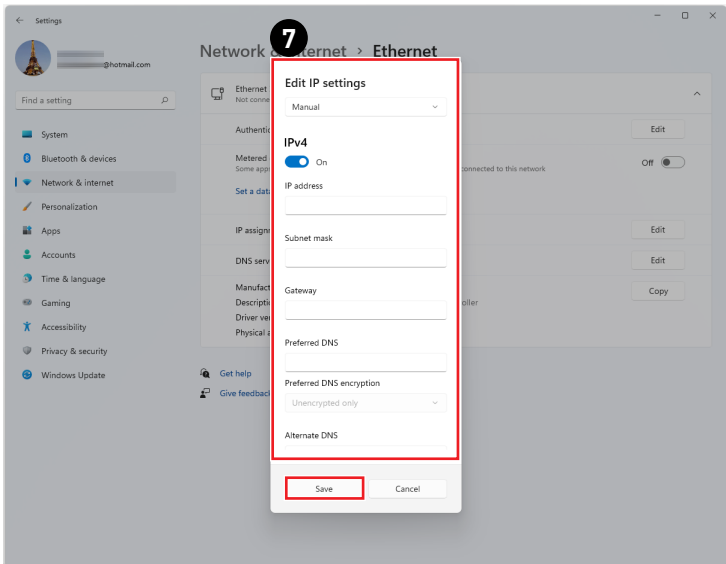 Settings
7
@hotmail.com
Find a setting
System
Bluetooth & devices
Network & internet
Personalization
Apps
Accounts
Time & language
Gaming
Accessibility
Privacy & security
Windows Update
Network & internet > Ethernet
Ethernet
Not conne
Authentic
Edit
Metered
Some app
connected to this network
Off
Set a data
IP assign
Edit
DNS serv
Edit
Manufact
Copy
Descripti
oller
Driver ver
Physical a
Get help
Give feedback
Edit IP settings
Manual
IPv4
On
IP address
Subnet mask
Gateway
Preferred DNS
Preferred DNS encryption
Unencrypted only
Alternate DNS
Save
Cancel